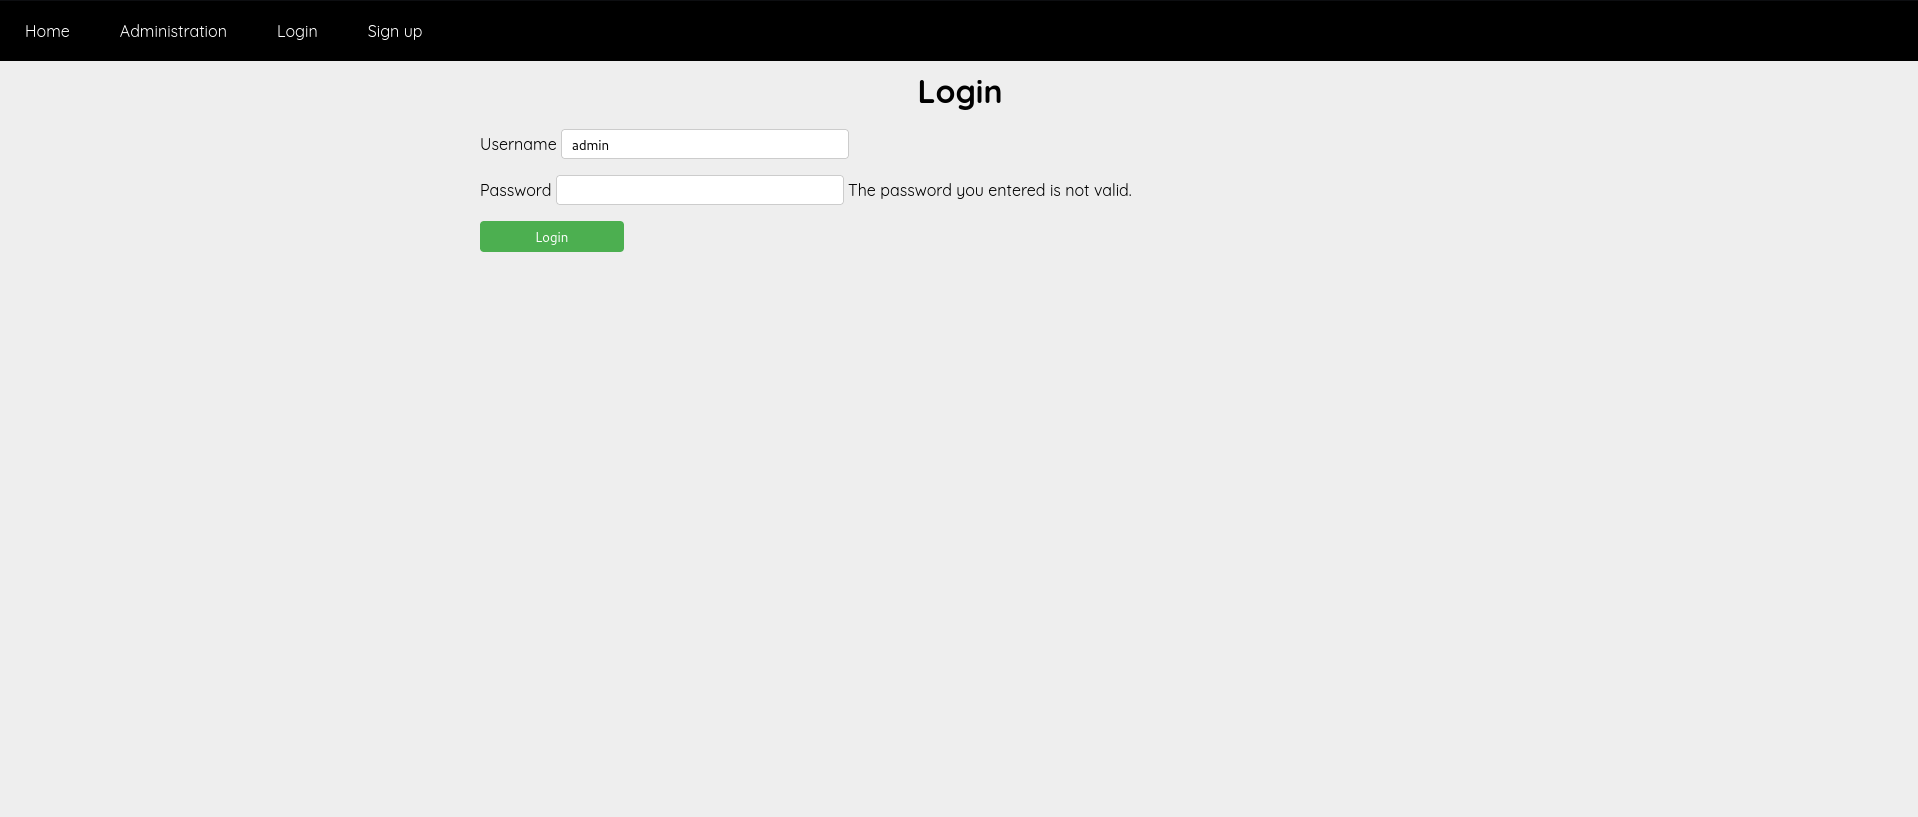 Home Administration Login Sign up
Login
Username admin
Password The password you entered is not valid.
Login